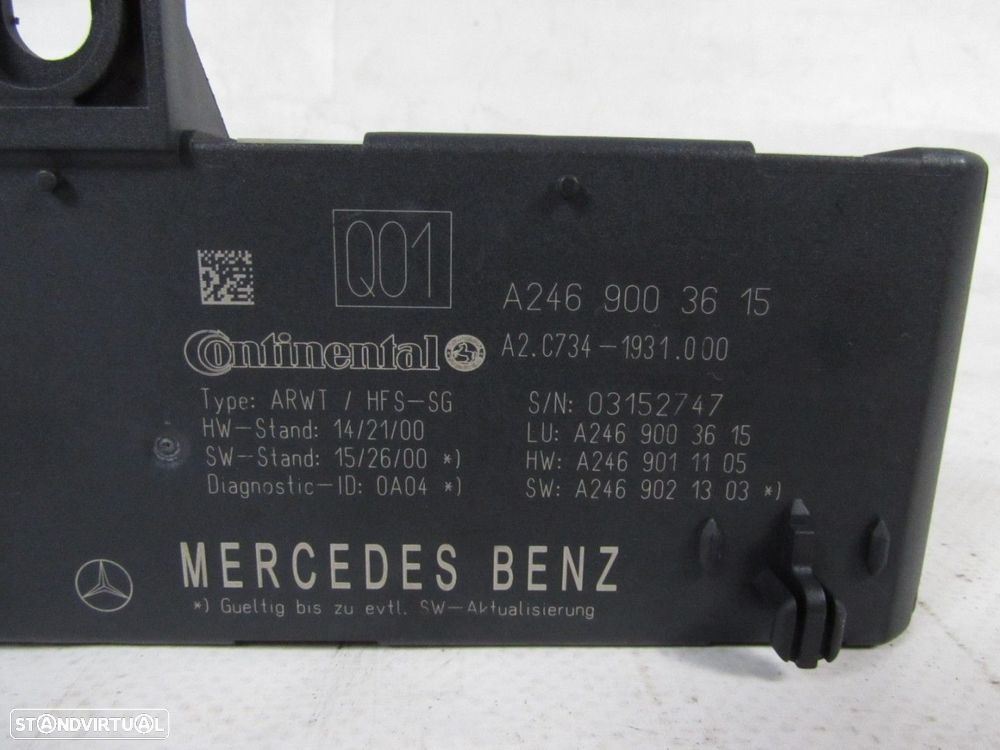 Q01
A246 900 36 15
Continental
A2.C734-1931.000
Type: ARWT / HFS-SG
HW-Stand: 14/21/00
SW-Stand: 15/26/00 *)
Diagnostic-ID: 0A04 *)
S/N: 03152747
LU: A246 900 36 15
HW: A246 901 11 05
SW: A246 902 13 03 *)
MERCEDES BENZ
*) Gueltig bis zu evtl. SW-Aktualisierung
STANDVIRTUAL